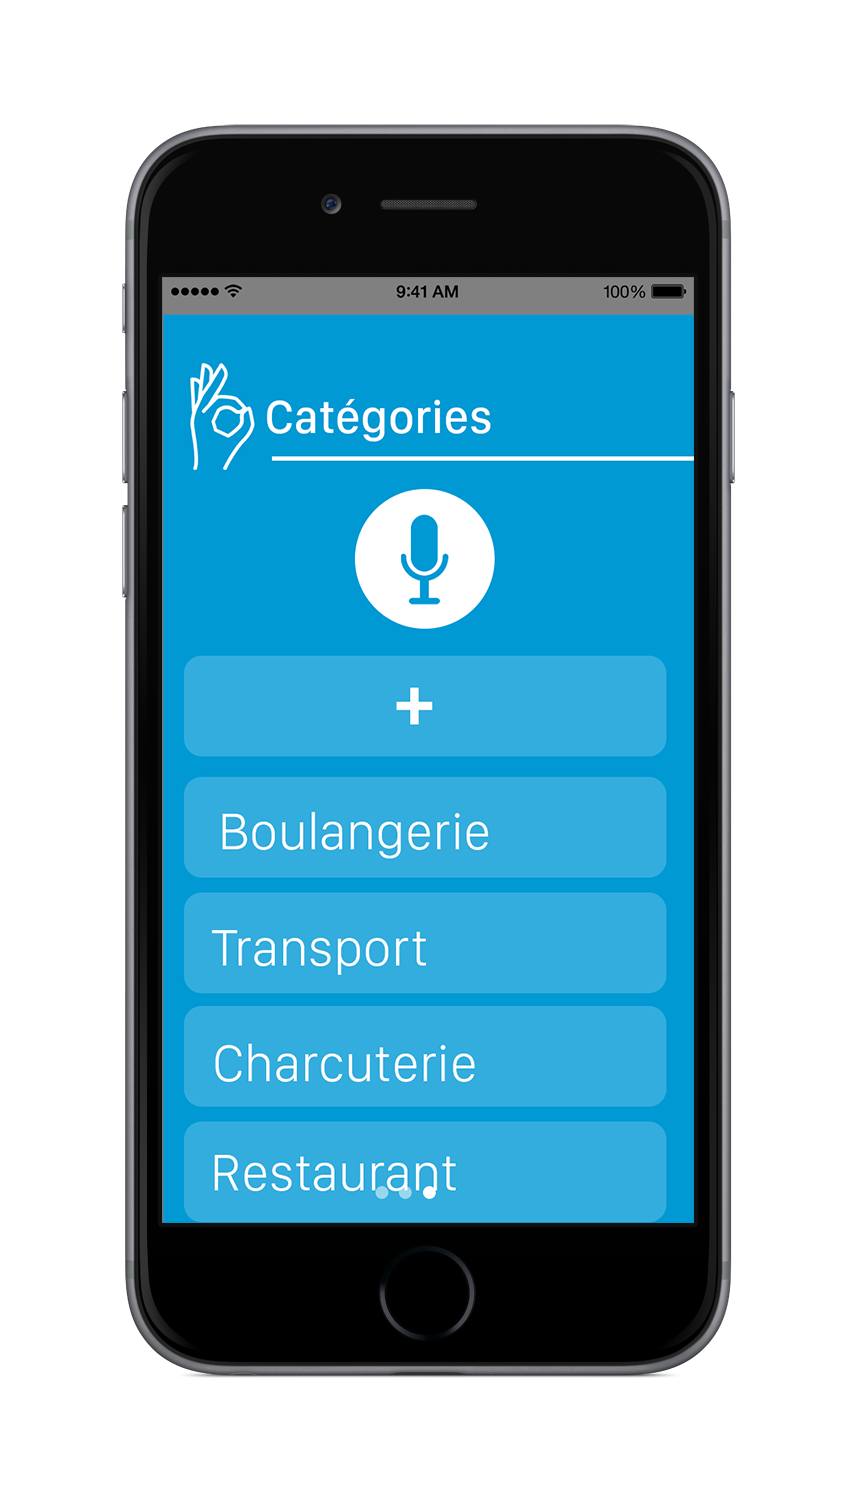 9:41 AM
100%
Catégories
+
Boulangerie
Transport
Charcuterie
Restaurant